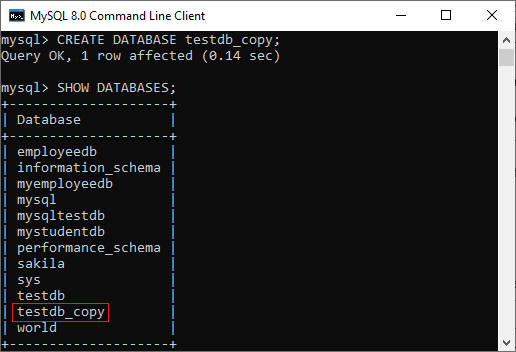 MySQL 8.0 Command Line Client
mysql> CREATE DATABASE testdb_copy;
Query OK, 1 row affected (0.14 sec)
mysql> SHOW DATABASES;
+--------------------+
| Database           |
+--------------------+
| employeedb         |
| information_schema |
| myemployeedb       |
| mysql              |
| mysqltestdb        |
| mystudentdb        |
| performance_schema |
| sakila             |
| sys                |
| testdb             |
| testdb_copy        |
| world              |
+--------------------+